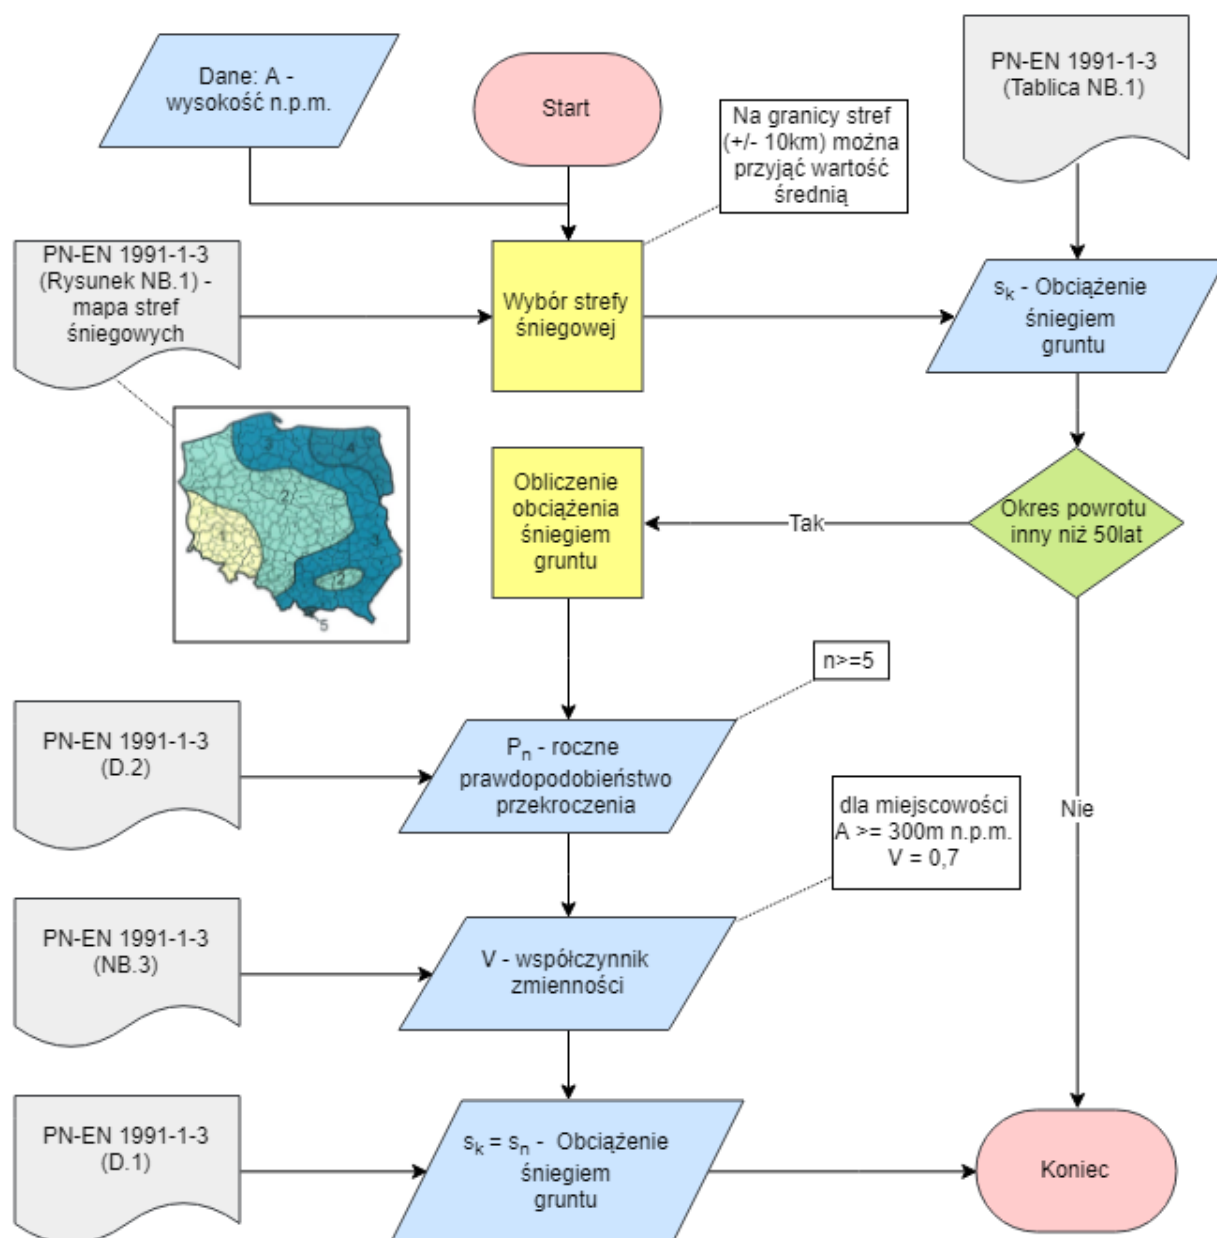 Dane: A -
wysokość n.p.m.
Start
PN-EN 1991-1-3
(Tablica NB.1)
Na granicy stref
(+/- 10km) można
przyjąć wartość
średnią
PN-EN 1991-1-3
(Rysunek NB.1) -
mapa stref
śniegowych
Wybór strefy
śniegowej
sk - Obciążenie
śniegiem
gruntu
3
4
2
1
3
2
5
Obliczenie
obciążenia
śniegiem
gruntu
Tak
Okres powrotu
inny niż 50lat
n>=5
PN-EN 1991-1-3
(D.2)
Pn - roczne
prawdopodobieństwo
przekroczenia
dla miejscowości
A >= 300m n.p.m.
V = 0,7
Nie
PN-EN 1991-1-3
(NB.3)
V - współczynnik
zmienności
PN-EN 1991-1-3
(D.1)
sk = sn - Obciążenie
śniegiem
gruntu
Koniec